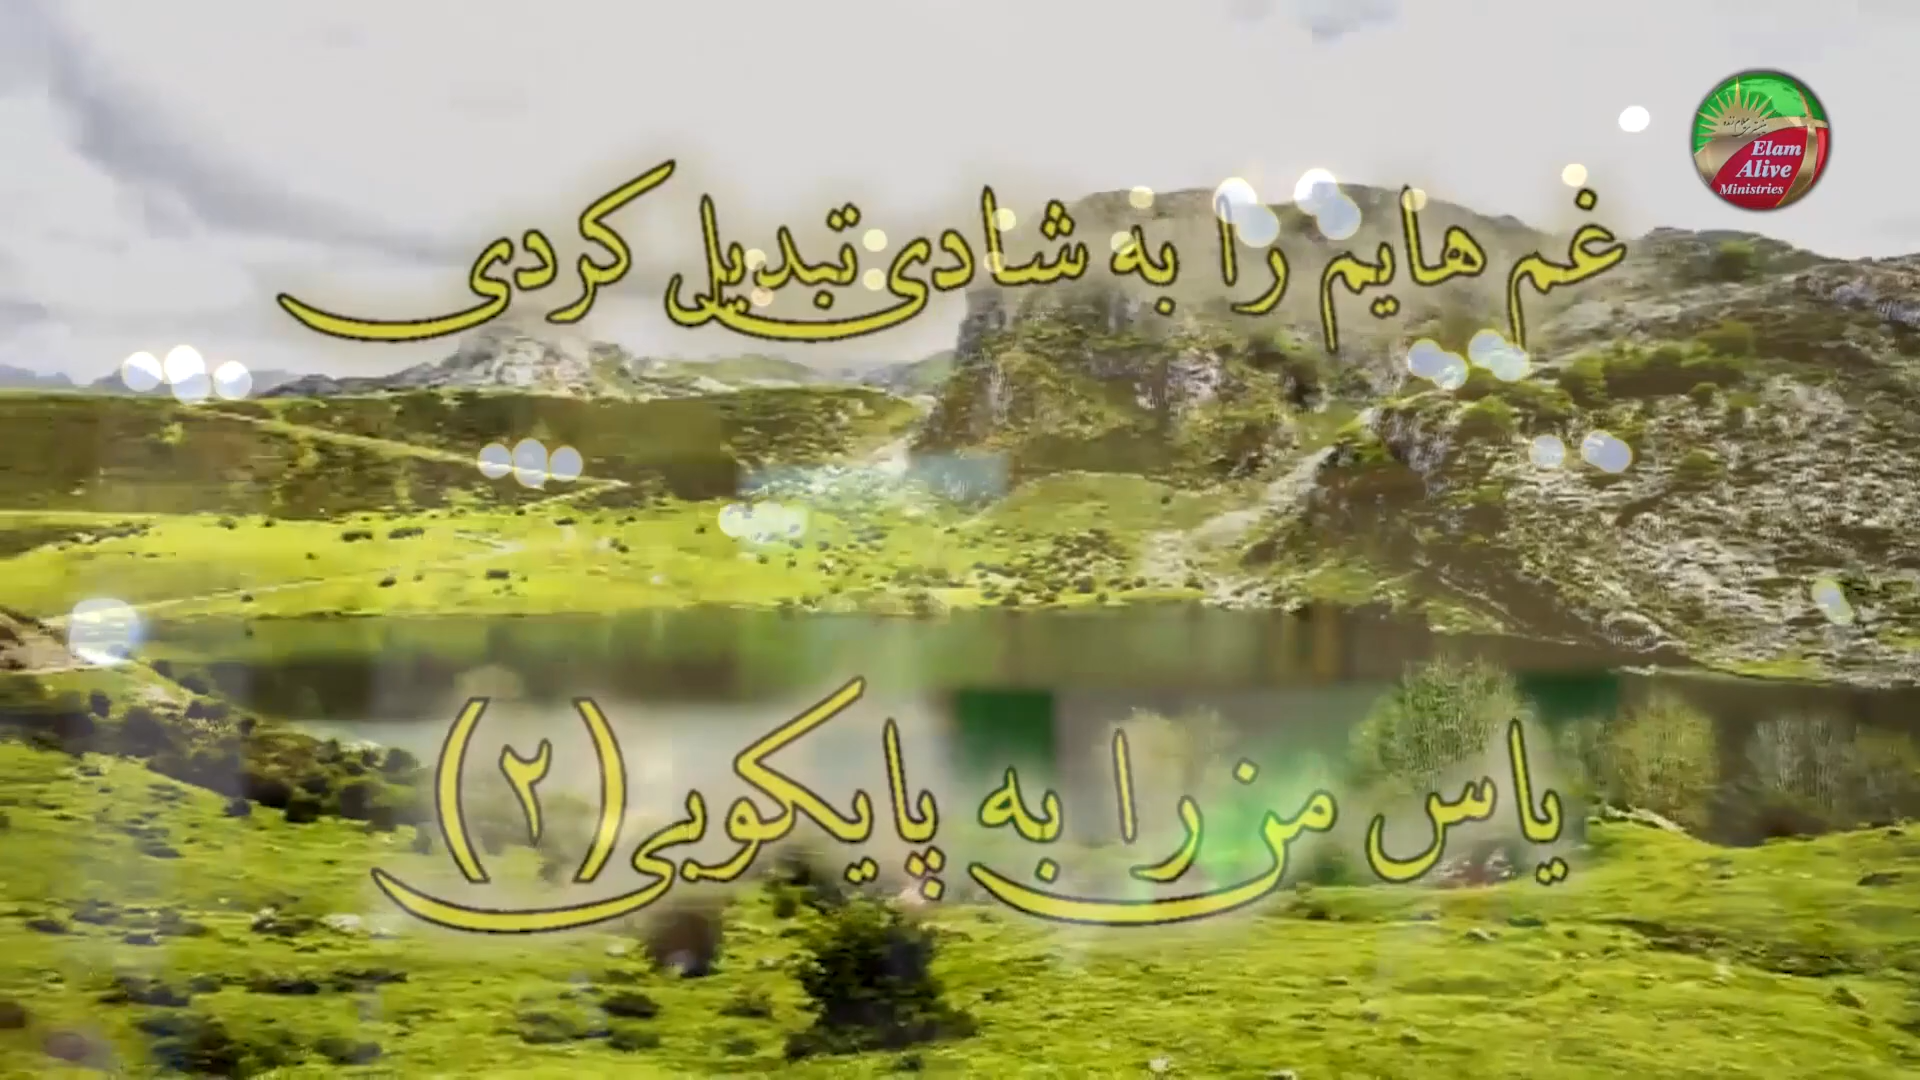 غم هایم را به شادی تبدیل کردی
یاس من را به پایکوبی(۲)
Elam
Alive
Ministries